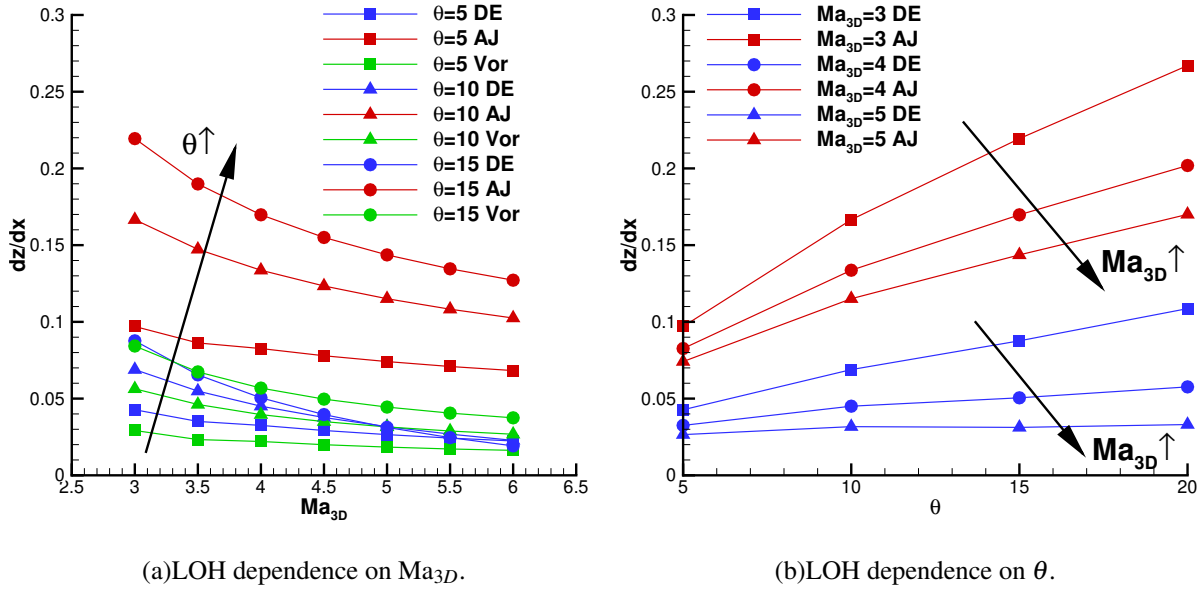 dz/dx
0.3
0.25
0.2
0.15
0.1
0.05
0
2.5 3 3.5 4 4.5 5 5.5 6 6.5
Ma3D
θ↑
θ=5 DE
θ=5 AJ
θ=5 Vor
θ=10 DE
θ=10 AJ
θ=10 Vor
θ=15 DE
θ=15 AJ
θ=15 Vor
(a)LOH dependence on Ma3D.
dz/dx
0.3
0.25
0.2
0.15
0.1
0.05
0
5 10 15 20
θ
Ma3D=3 DE
Ma3D=3 AJ
Ma3D=4 DE
Ma3D=4 AJ
Ma3D=5 DE
Ma3D=5 AJ
Ma3D↑
Ma3D↑
(b)LOH dependence on θ.